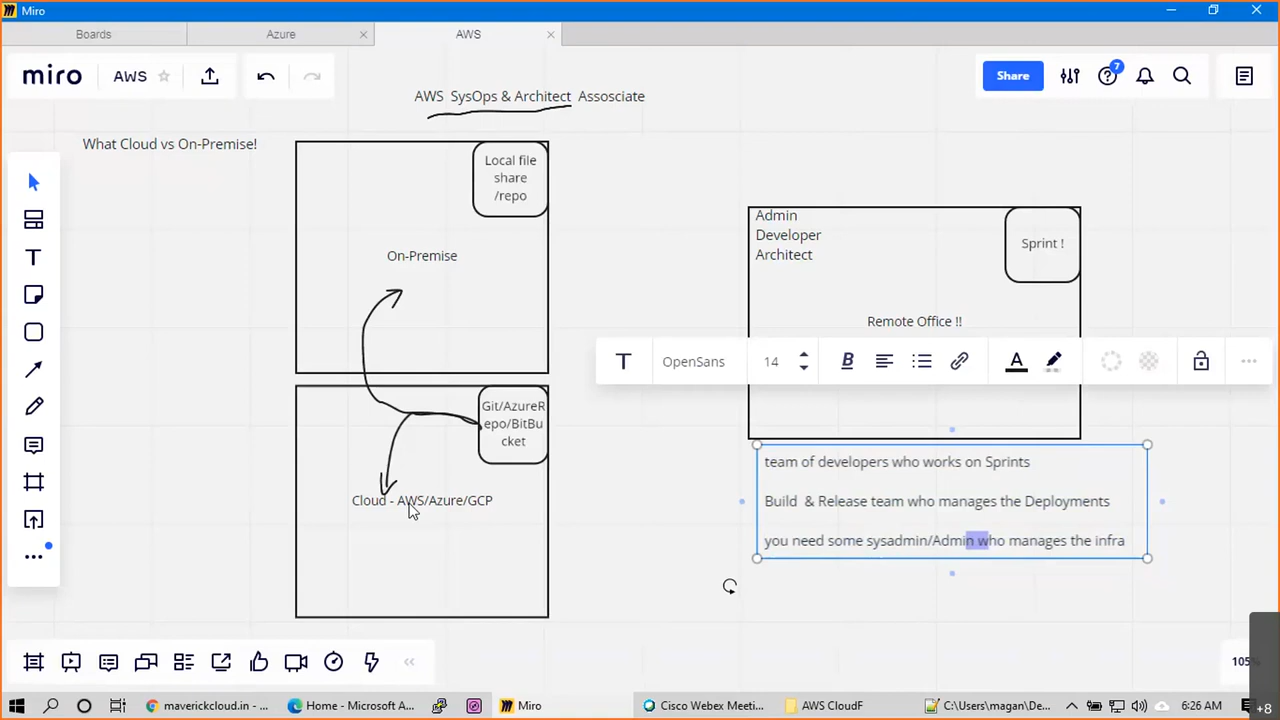 Miro
Boards
Azure
AWS
miro
AWS
Share
7
AWS SysOps & Architect Assosciate
What Cloud vs On-Premise!
Local file
share
/repo
On-Premise
Admin
Developer
Architect
Sprint !
Remote Office !!
OpenSans
14
Git/AzureR
epo/BitBu
cket
Cloud - AWS/Azure/GCP
team of developers who works on Sprints
Build & Release team who manages the Deployments
you need some sysadmin/Admin who manages the infra
105%
maverickcloud.in -
Home - Microsoft A...
Miro
Cisco Webex Meeti...
AWS CloudF
C:\Users\magan\De...
6:26 AM
+8